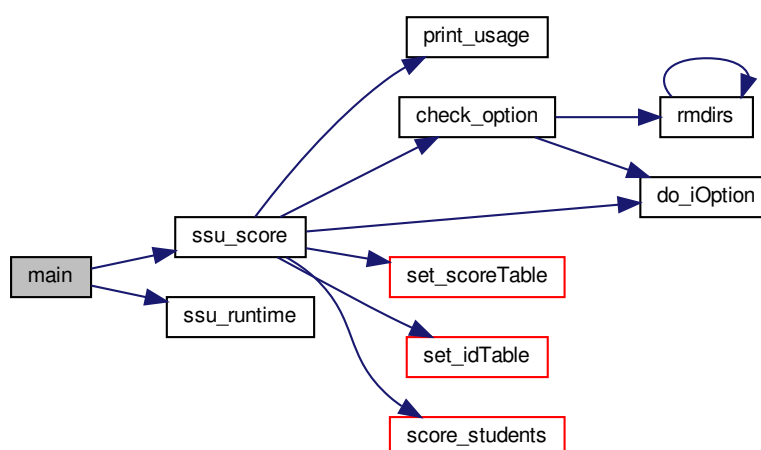 print_usage
check_option
rmdirs
do_iOption
ssu_score
main
set_scoreTable
ssu_runtime
set_idTable
score_students